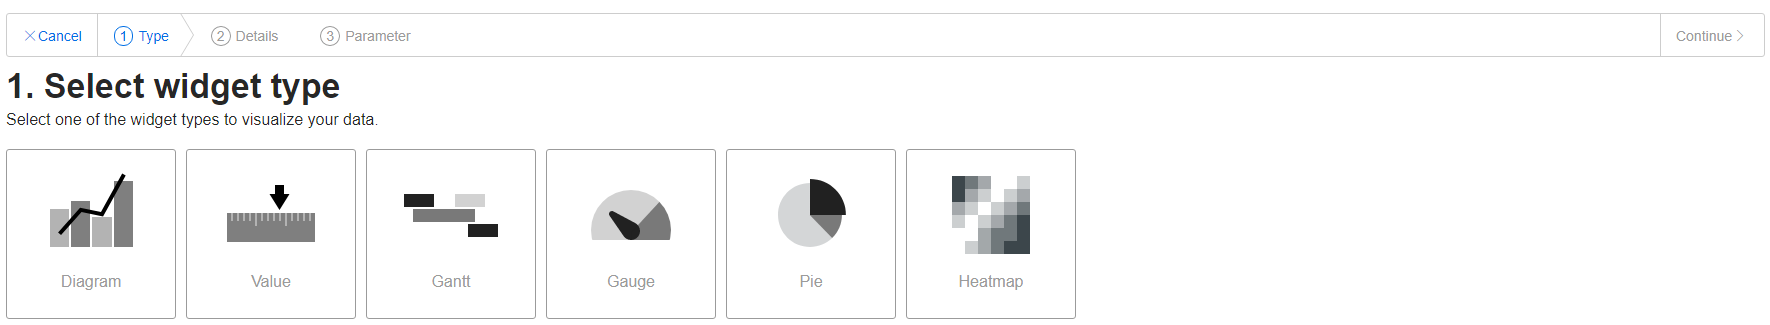 Cancel 1 Type 2 Details 3 Parameter Continue
1. Select widget type
Select one of the widget types to visualize your data.
Diagram Value Gantt Gauge Pie Heatmap